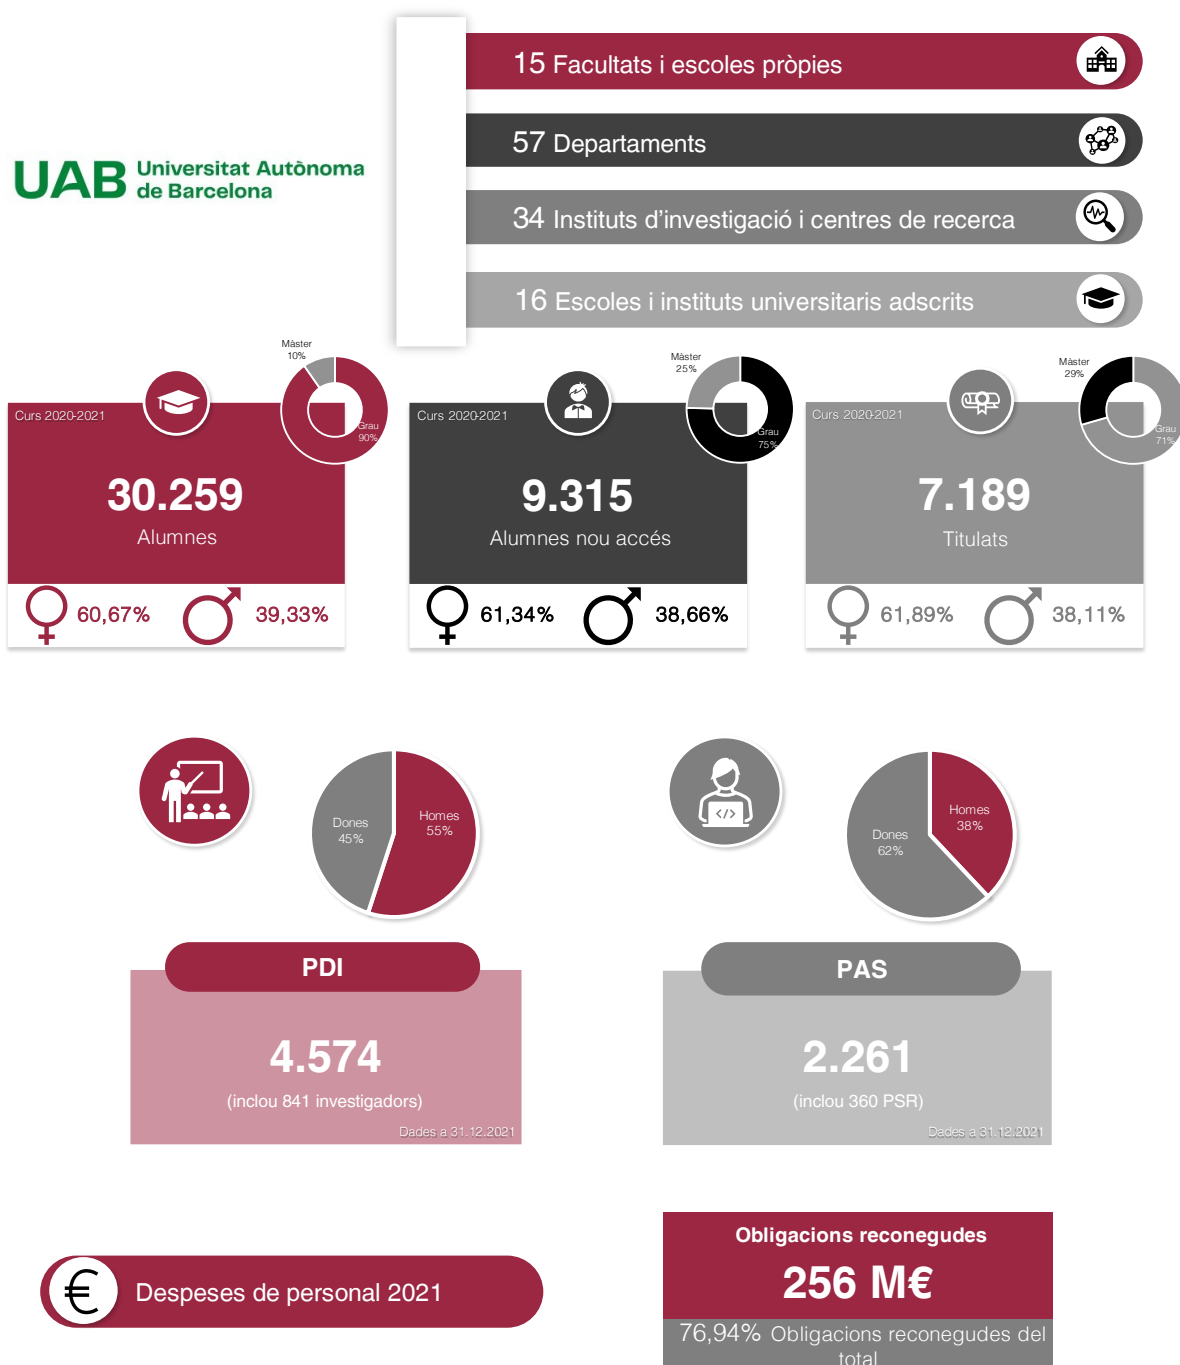 15 Facultats i escoles pròpies
57 Departaments
UAB Universitat Autònoma
de Barcelona
34 Instituts d'investigació i centres de recerca
16 Escoles i instituts universitaris adscrits
Màster
10%
Grau
90%
Curs 2020-2021
30.259
Alumnes
60,67%
39,33%
Màster
25%
Grau
75%
Curs 2020-2021
9.315
Alumnes nou accés
61,34%
38,66%
Màster
29%
Grau
71%
Curs 2020-2021
7.189
Titulats
61,89%
38,11%
Dones
45%
Homes
55%
PDI
4.574
(inclou 841 investigadors)
Dades a 31.12.2021
Dones
62%
Homes
38%
</>
PAS
2.261
(inclou 360 PSR)
Dades a 31.12.2021
€ Despeses de personal 2021
Obligacions reconegudes
256 M€
76,94% Obligacions reconegudes del
total